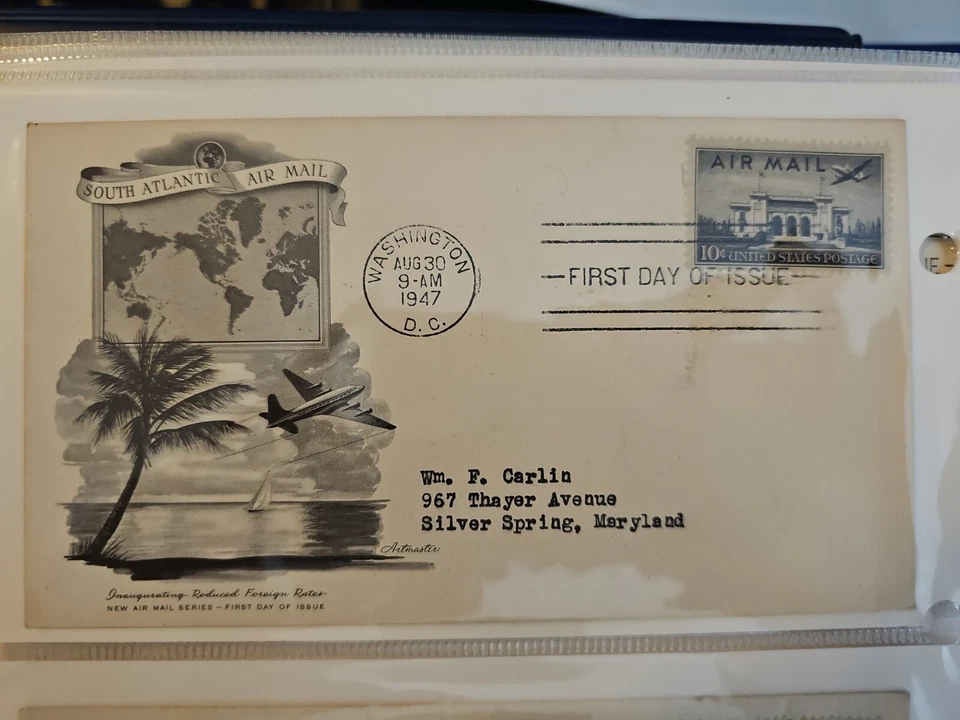 SOUTH ATLANTIC AIR MAIL
WASHINGTON
AUG 30
9-AM
1947
D. C.
FIRST DAY OF ISSUE
AIR MAIL
10¢ UNITED STATES POSTAGE
IE -
Wm. F. Carlin
967 Thayer Avenue
Silver Spring, Maryland
Artmaster
Inaugurating Reduced Foreign Rates
NEW AIR MAIL SERIES – FIRST DAY OF ISSUE